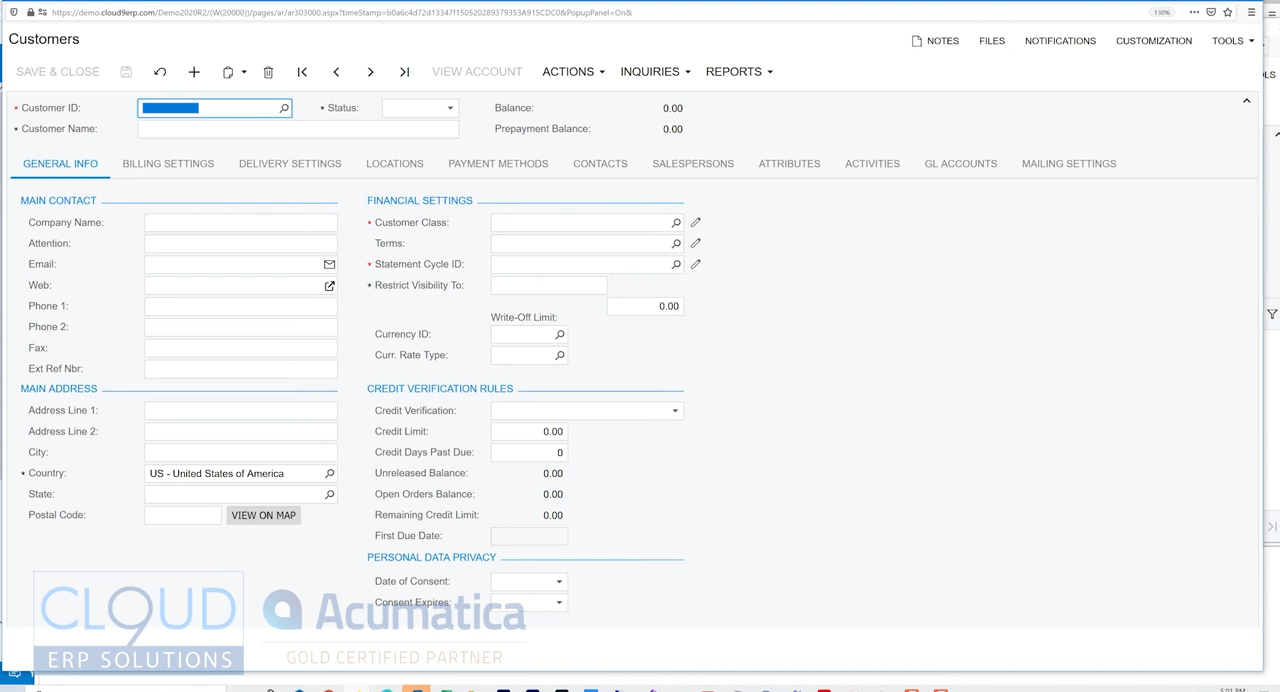 https://demo.cloud9erp.com/Demo2020R2/(W(20000))/pages/ar/ar303000.aspx?timeStamp=b0a6c4d72d13347f150520289379353A915CDC0&PopupPanel=On&
130%
Customers
NOTES FILES NOTIFICATIONS CUSTOMIZATION TOOLS
SAVE & CLOSE VIEW ACCOUNT ACTIONS INQUIRIES REPORTS
* Customer ID: * Status: Balance: 0.00
* Customer Name: Prepayment Balance: 0.00
GENERAL INFO BILLING SETTINGS DELIVERY SETTINGS LOCATIONS PAYMENT METHODS CONTACTS SALESPERSONS ATTRIBUTES ACTIVITIES GL ACCOUNTS MAILING SETTINGS
MAIN CONTACT
Company Name:
Attention:
Email:
Web:
Phone 1:
Phone 2:
Fax:
Ext Ref Nbr:
MAIN ADDRESS
Address Line 1:
Address Line 2:
City:
* Country: US - United States of America
State:
Postal Code: VIEW ON MAP
FINANCIAL SETTINGS
* Customer Class:
Terms:
* Statement Cycle ID:
* Restrict Visibility To:
0.00
Write-Off Limit:
Currency ID:
Curr. Rate Type:
CREDIT VERIFICATION RULES
Credit Verification:
Credit Limit: 0.00
Credit Days Past Due: 0
Unreleased Balance: 0.00
Open Orders Balance: 0.00
Remaining Credit Limit: 0.00
First Due Date:
PERSONAL DATA PRIVACY
Date of Consent:
Consent Expires:
CLOUD
9
ERP SOLUTIONS
a Acumatica
GOLD CERTIFIED PARTNER
5:01 PM